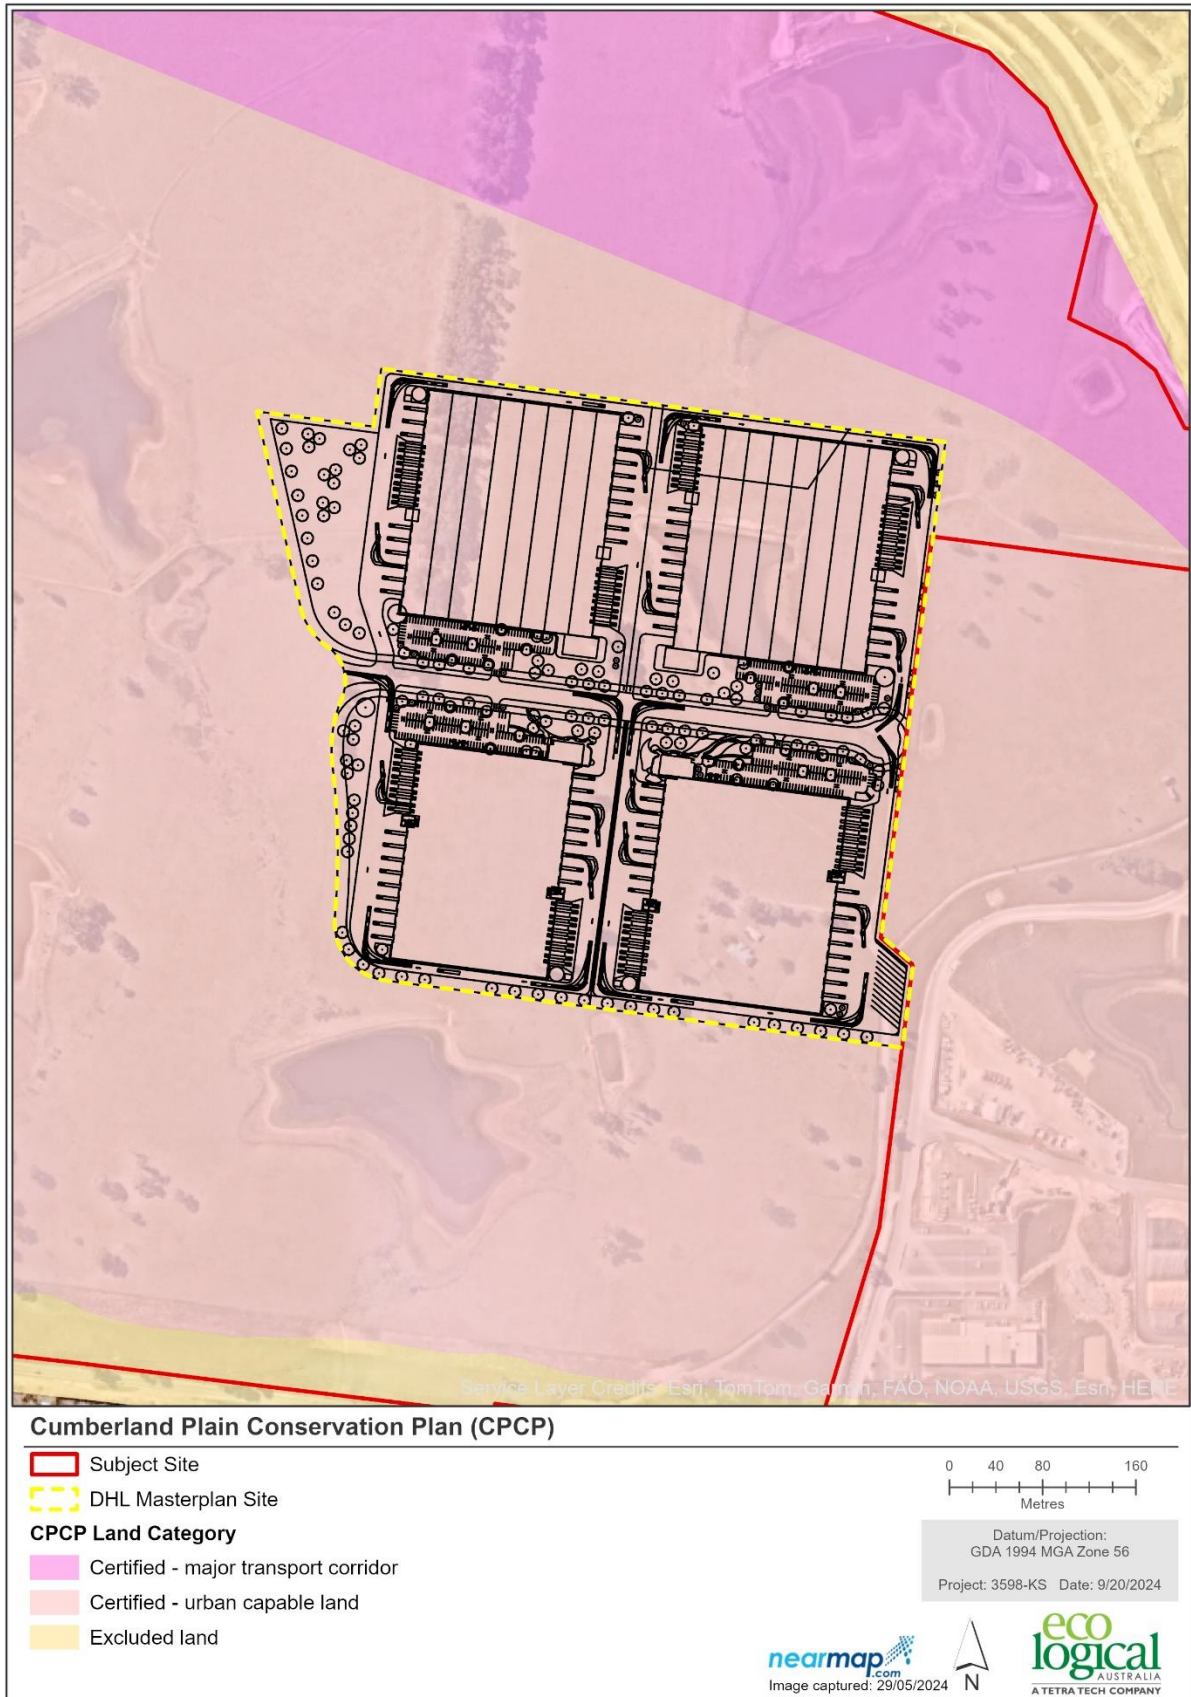 Service Layer Credits: Esri, TomTom, Garmin, FAO, NOAA, USGS, Esri, HERE
Cumberland Plain Conservation Plan (CPCP)
Subject Site
DHL Masterplan Site
CPCP Land Category
Certified - major transport corridor
Certified - urban capable land
Excluded land
0 40 80 160
Metres
Datum/Projection:
GDA 1994 MGA Zone 56
Project: 3598-KS Date: 9/20/2024
nearmap
.com
Image captured: 29/05/2024
N
eco
logical
AUSTRALIA
A TETRA TECH COMPANY